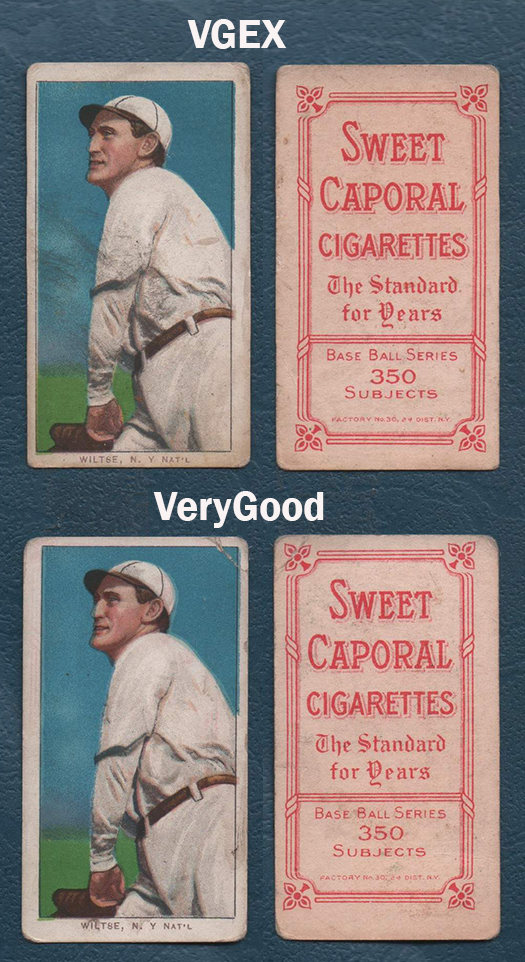 VGEX
WILTSE, N. Y NAT'L
SWEET
CAPORAL
CIGARETTES
The Standard
for Years
BASE BALL SERIES
350
SUBJECTS
FACTORY No. 30, 2d DIST. N.Y.
VeryGood
WILTSE, N. Y NAT'L
SWEET
CAPORAL
CIGARETTES
The Standard
for Years
BASE BALL SERIES
350
SUBJECTS
FACTORY No. 30, 2d DIST. N.Y.